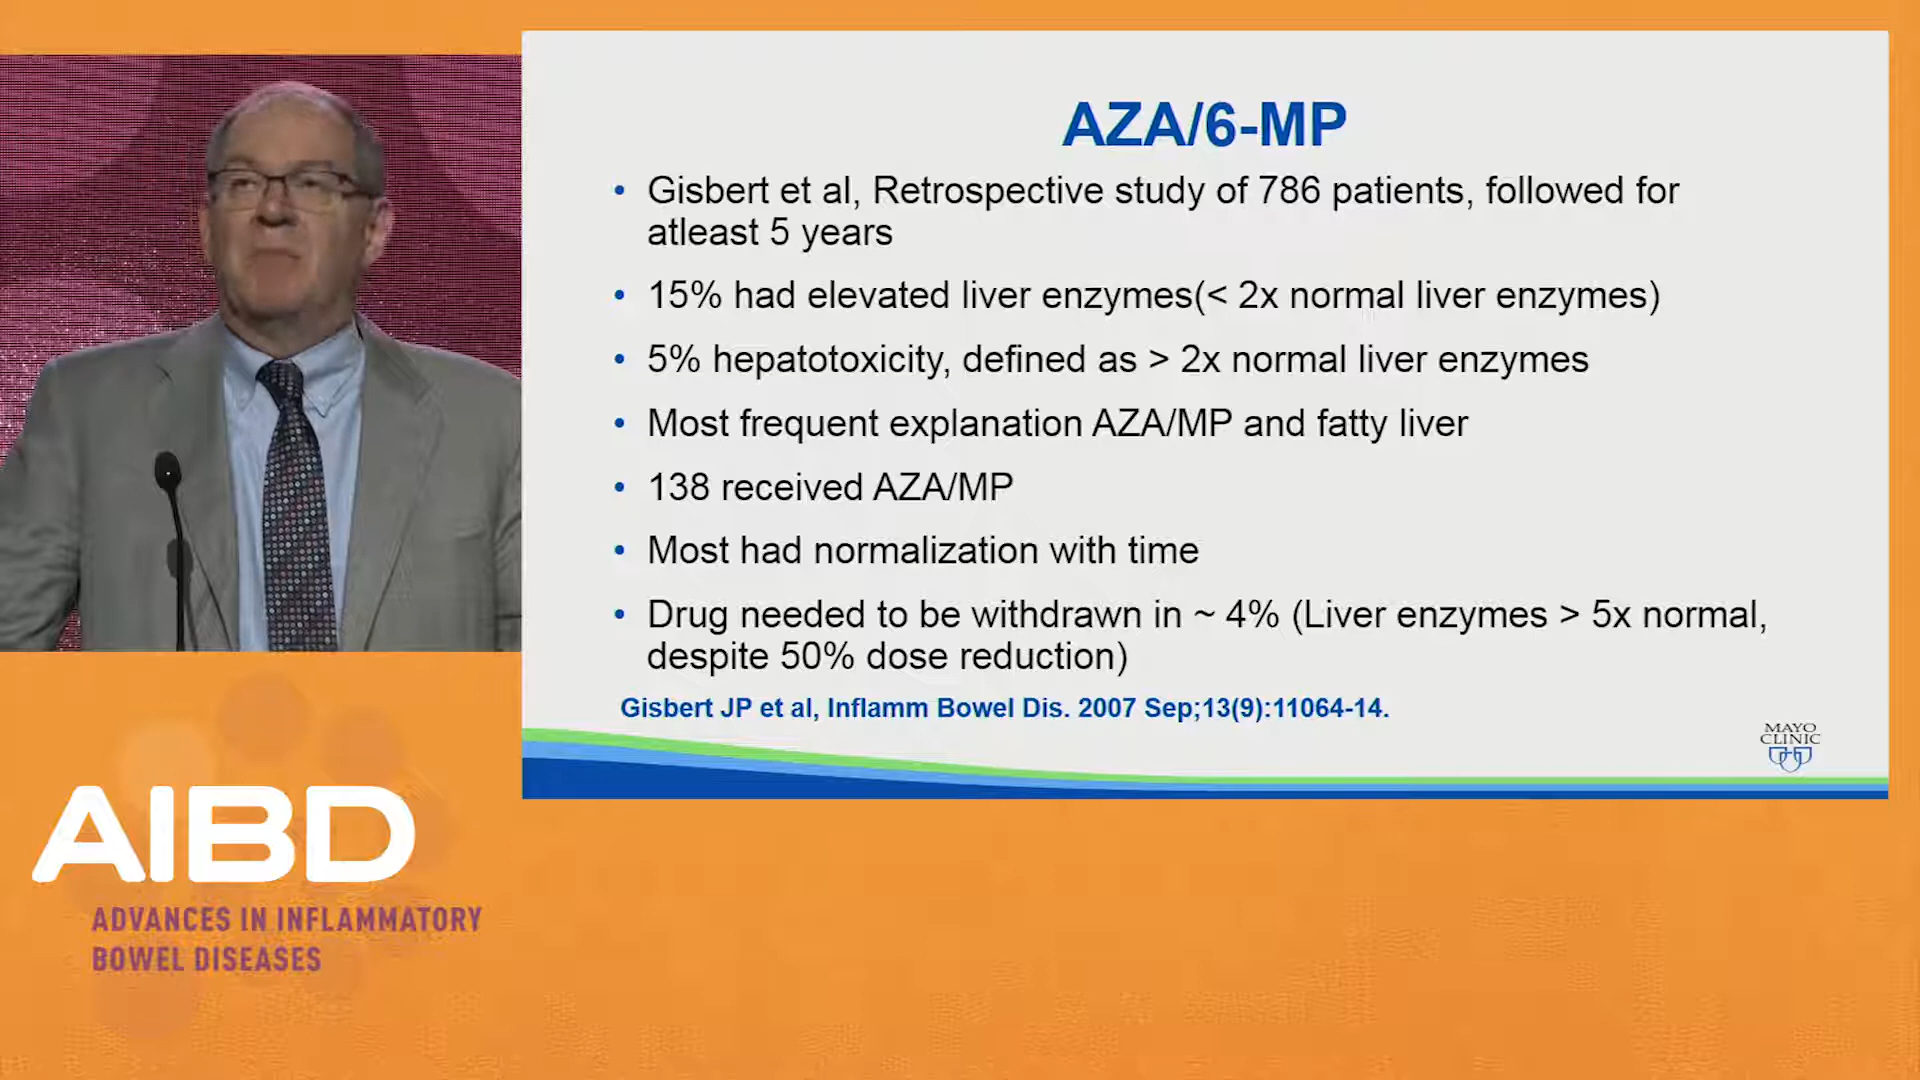 AZA/6-MP
• Gisbert et al, Retrospective study of 786 patients, followed for
atleast 5 years
• 15% had elevated liver enzymes(< 2x normal liver enzymes)
• 5% hepatotoxicity, defined as > 2x normal liver enzymes
• Most frequent explanation AZA/MP and fatty liver
• 138 received AZA/MP
• Most had normalization with time
• Drug needed to be withdrawn in ~ 4% (Liver enzymes > 5x normal,
despite 50% dose reduction)
Gisbert JP et al, Inflamm Bowel Dis. 2007 Sep;13(9):11064-14.
MAYO
CLINIC
AIBD
ADVANCES IN INFLAMMATORY
BOWEL DISEASES